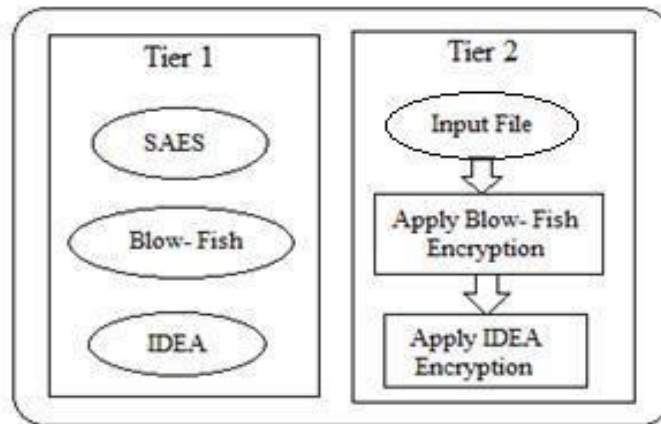 Tier 1
SAES
Blow- Fish
IDEA
Tier 2
Input File
Apply Blow- Fish
Encryption
Apply IDEA
Encryption